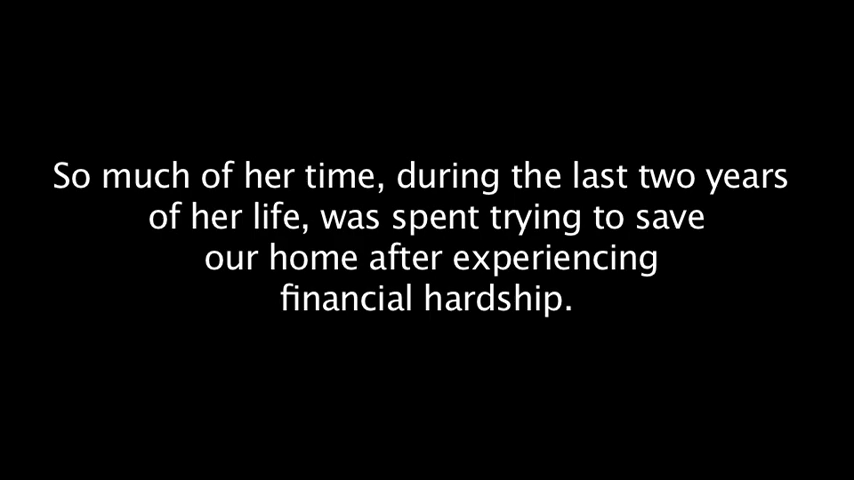 So much of her time, during the last two years
of her life, was spent trying to save
our home after experiencing
financial hardship.